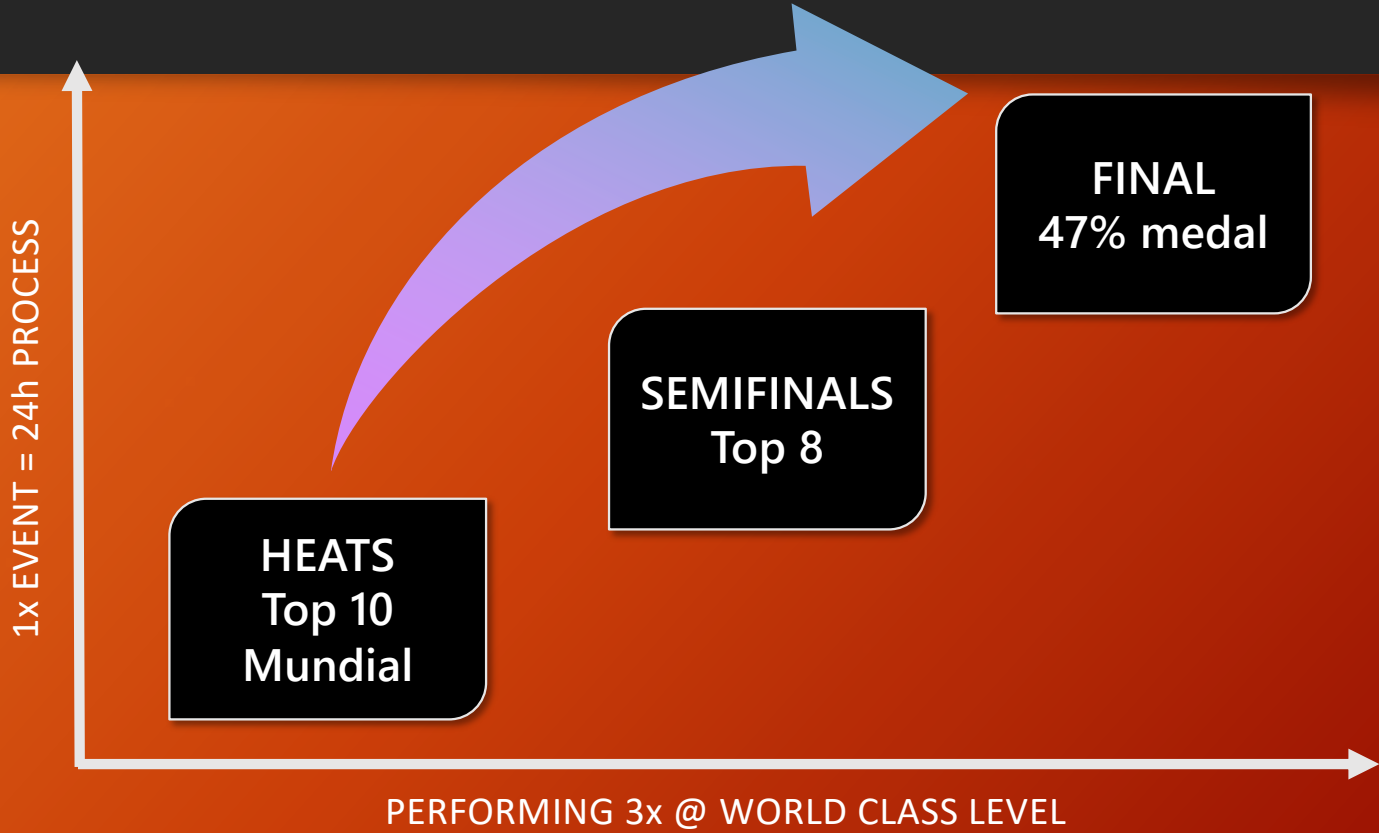 1x EVENT = 24h PROCESS
HEATS
Top 10
Mundial
SEMIFINALS
Top 8
FINAL
47% medal
PERFORMING 3x @ WORLD CLASS LEVEL